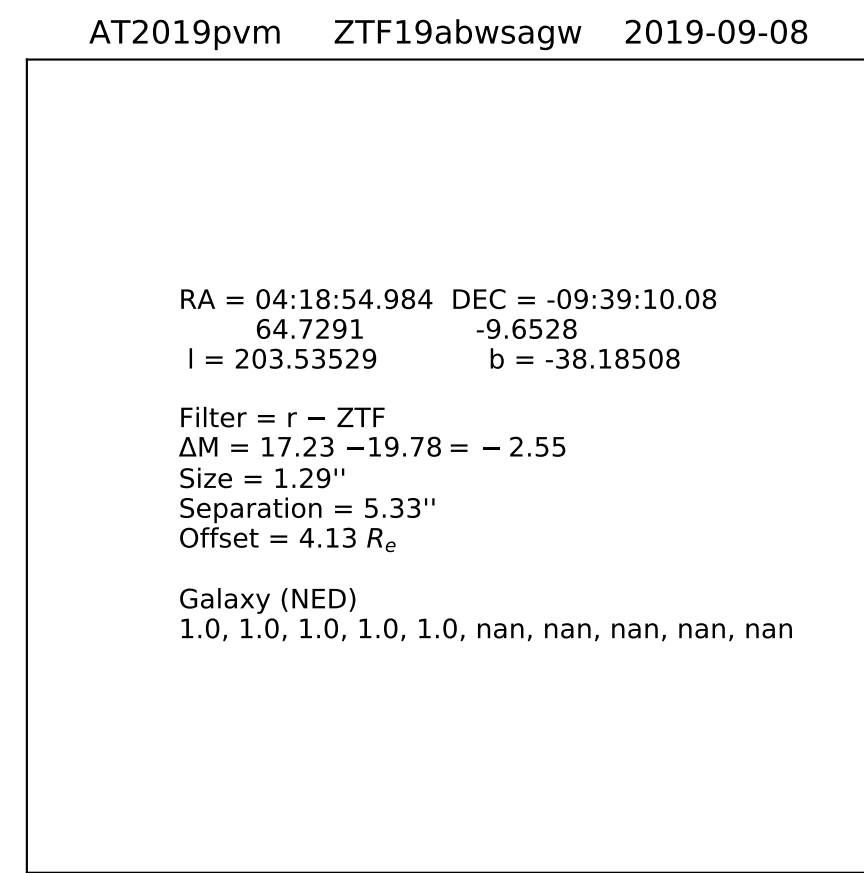 AT2019pvm ZTF19abwsagw 2019-09-08
RA = 04:18:54.984 DEC = -09:39:10.08
64.7291 -9.6528
l = 203.53529 b = -38.18508
Filter = r − ZTF
ΔM = 17.23 −19.78 = − 2.55
Size = 1.29''
Separation = 5.33''
Offset = 4.13 Re
Galaxy (NED)
1.0, 1.0, 1.0, 1.0, 1.0, nan, nan, nan, nan, nan